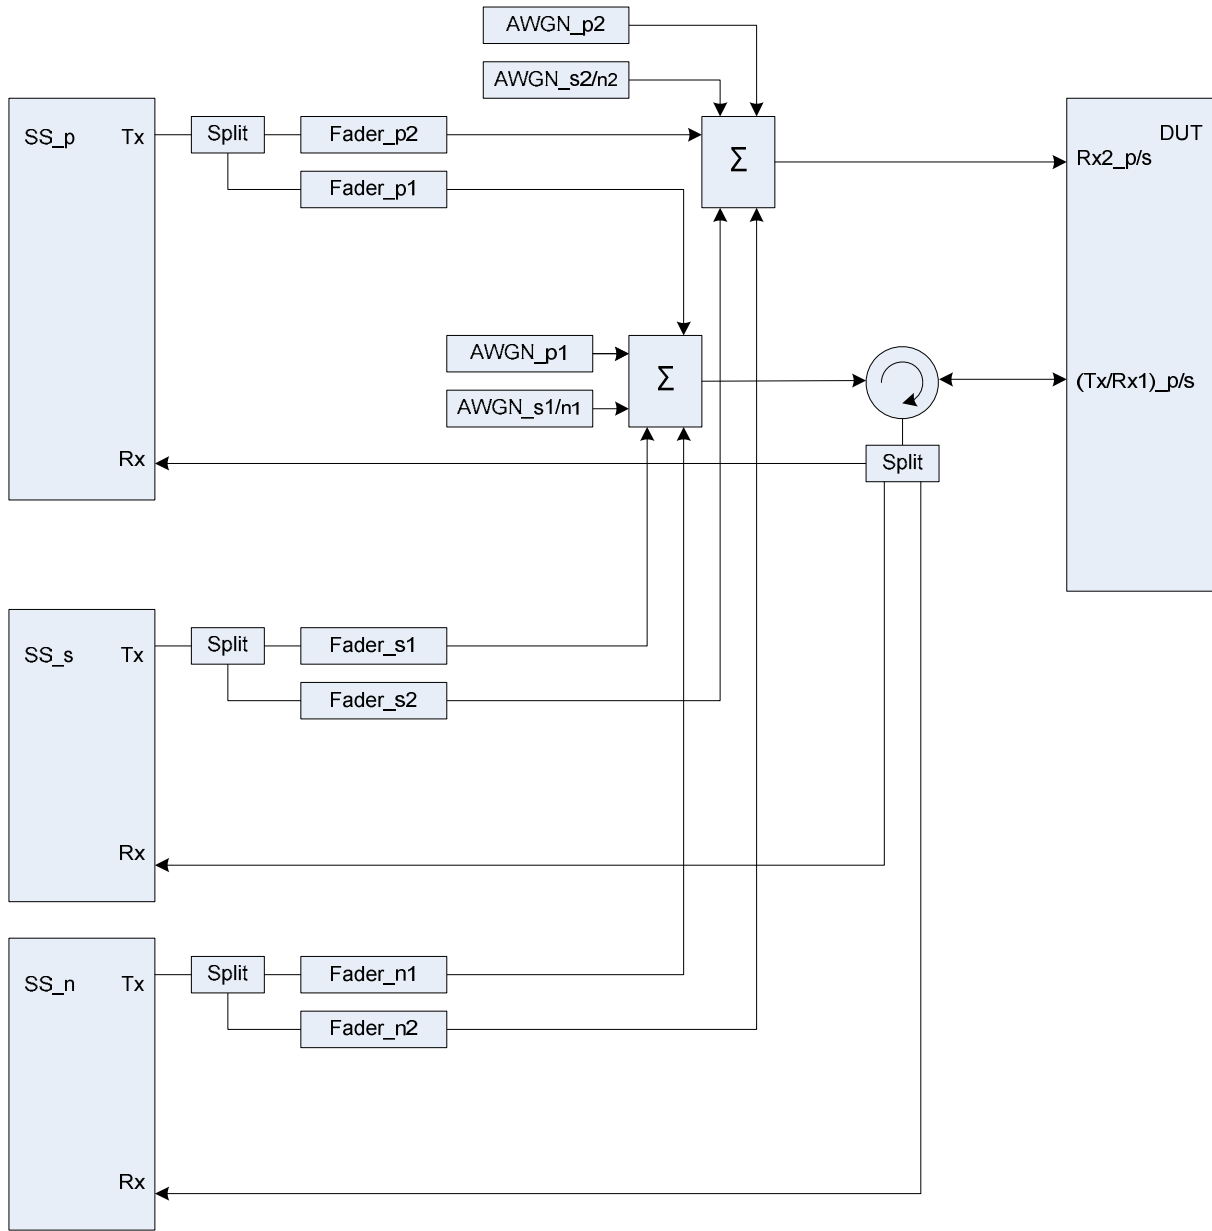 AWGN_p2
AWGN_s2/n2
SS_p
Tx
Split
Fader_p2
Σ
DUT
Rx2_p/s
Fader_p1
AWGN_p1
Σ
(Tx/Rx1)_p/s
AWGN_s1/n1
Rx
Split
SS_s
Tx
Split
Fader_s1
Fader_s2
Rx
SS_n
Tx
Split
Fader_n1
Fader_n2
Rx